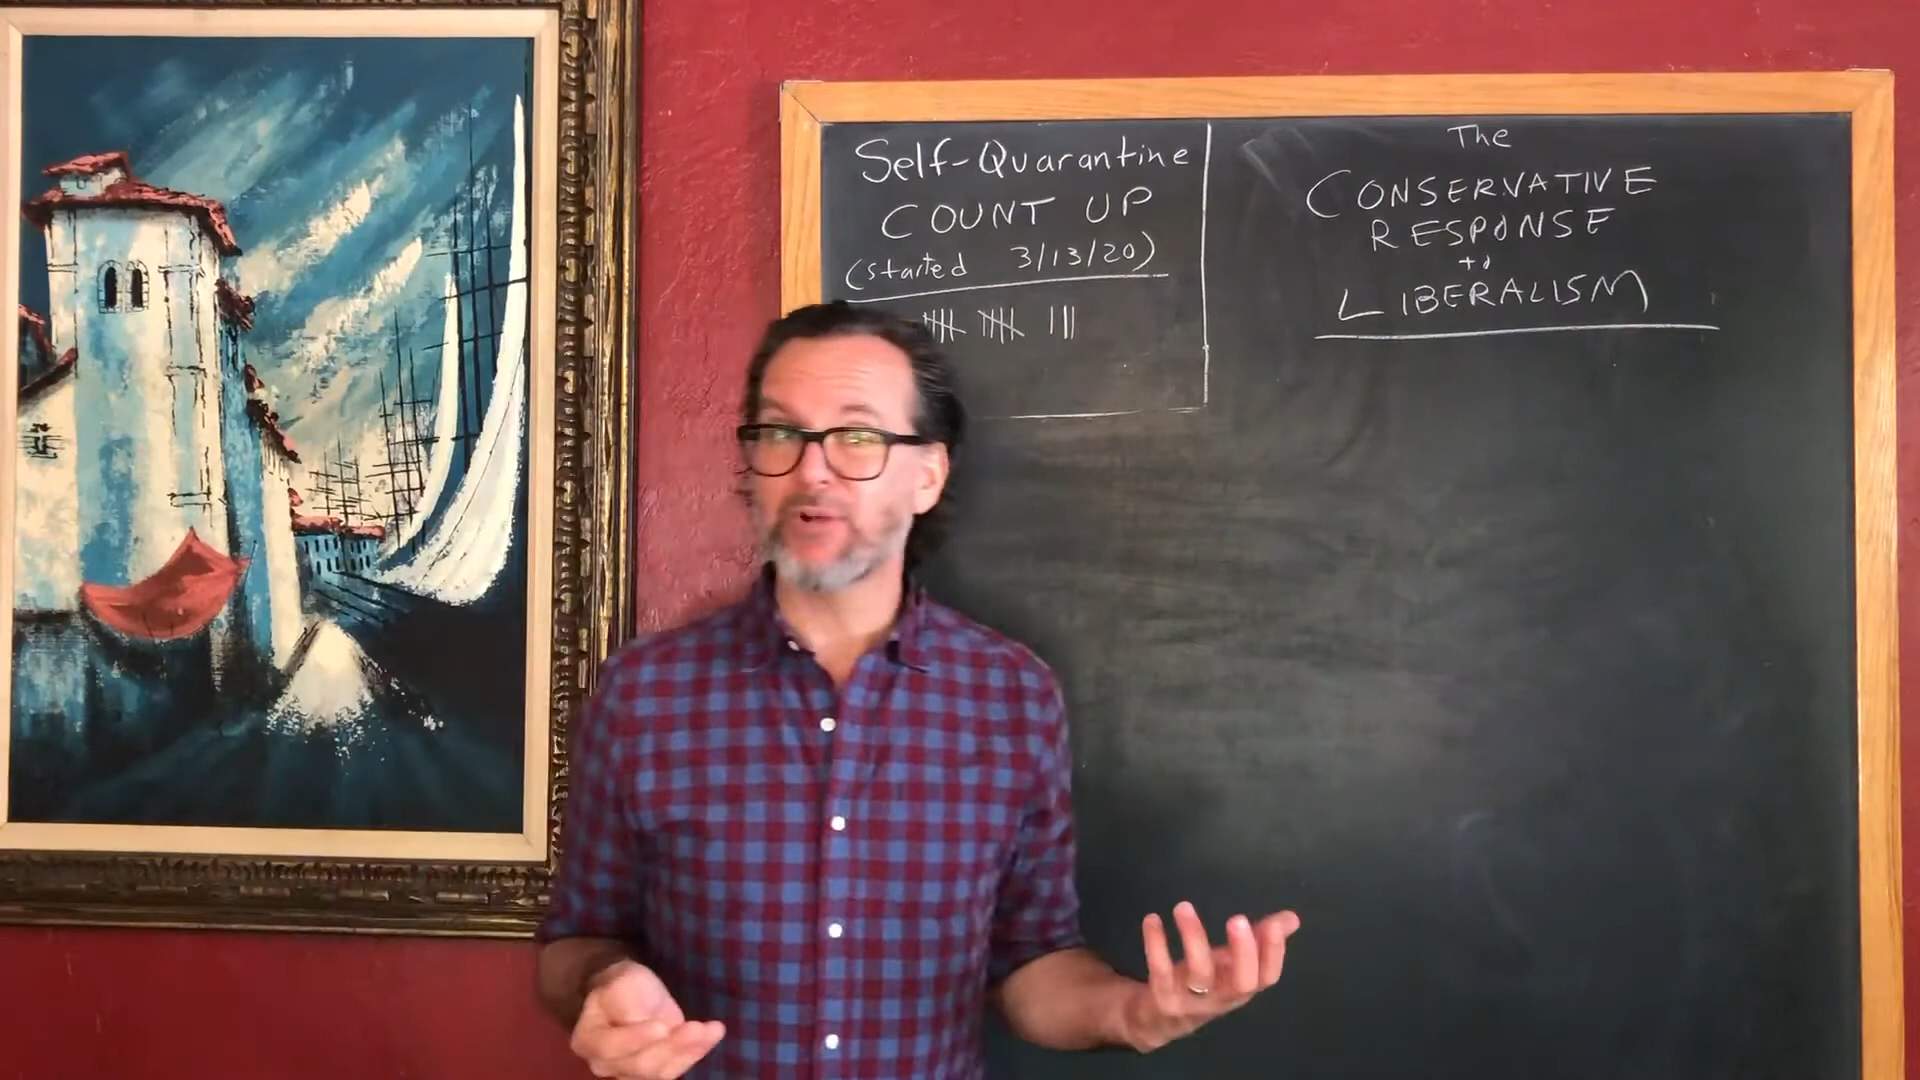 Self-Quarantine
COUNT UP
(started 3/13/20)
The
CONSERVATIVE
RESPONSE
to
LIBERALISM